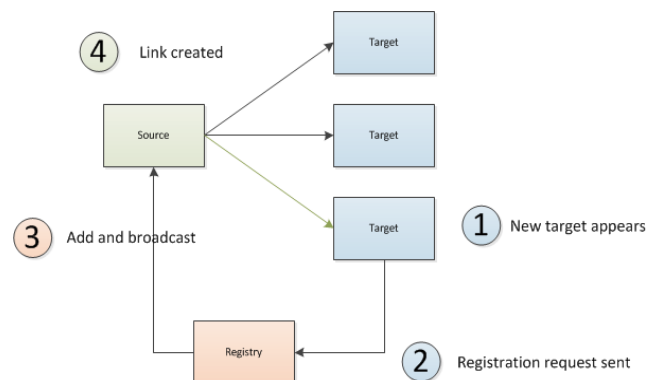 4 Link created
Target
Source
Target
Target
1 New target appears
3 Add and broadcast
Registry
2 Registration request sent